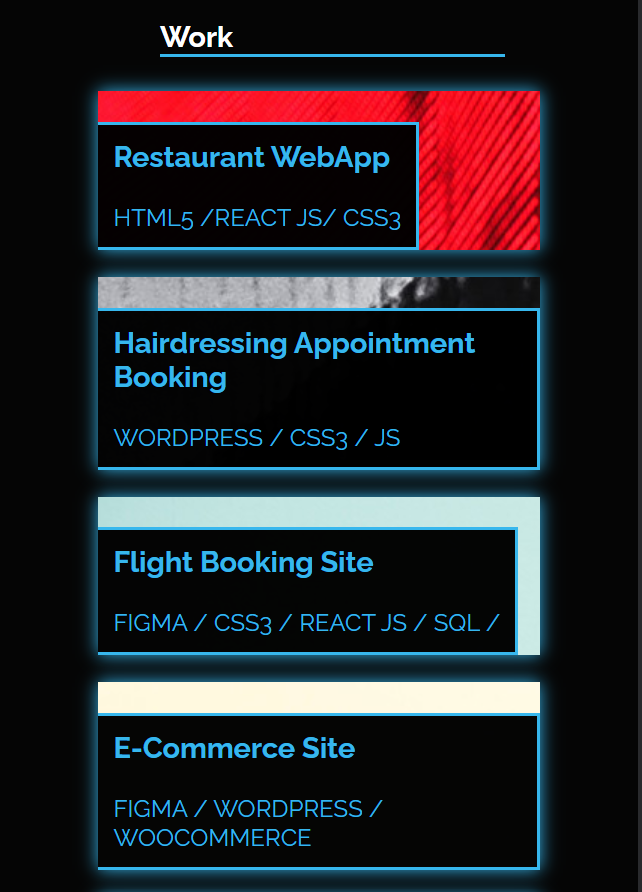 Work
Restaurant WebApp
HTML5 /REACT JS/ CSS3
Hairdressing Appointment
Booking
WORDPRESS / CSS3 / JS
Flight Booking Site
FIGMA / CSS3 / REACT JS / SQL /
E-Commerce Site
FIGMA / WORDPRESS /
WOOCOMMERCE